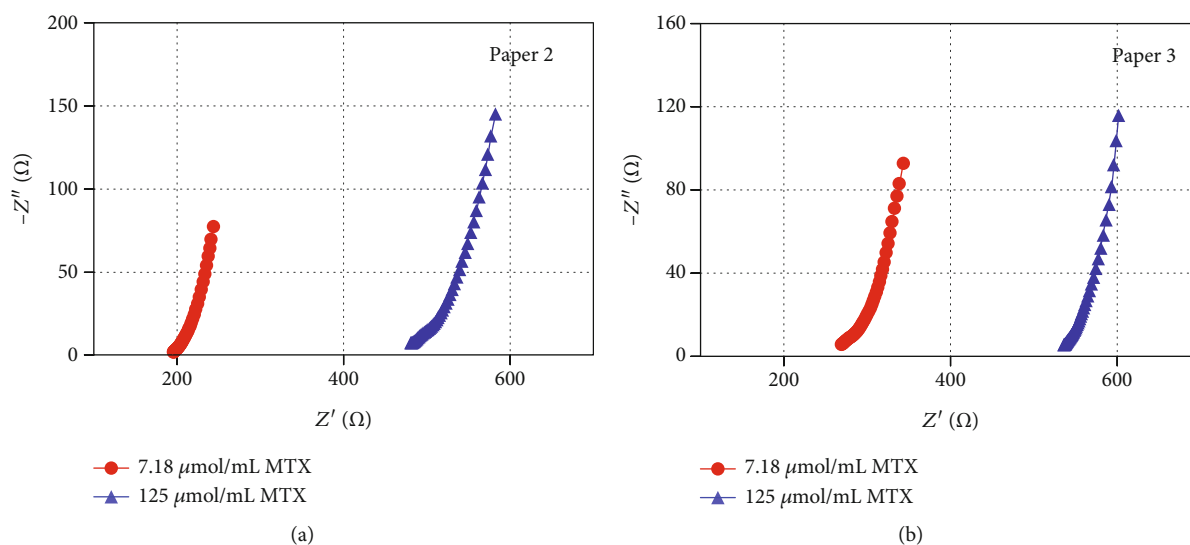 200
150
100
50
0
200
400
600
−Z″ (Ω)
Z′ (Ω)
Paper 2
7.18 μmol/mL MTX
125 μmol/mL MTX
(a)
160
120
80
40
0
200
400
600
−Z″ (Ω)
Z′ (Ω)
Paper 3
7.18 μmol/mL MTX
125 μmol/mL MTX
(b)